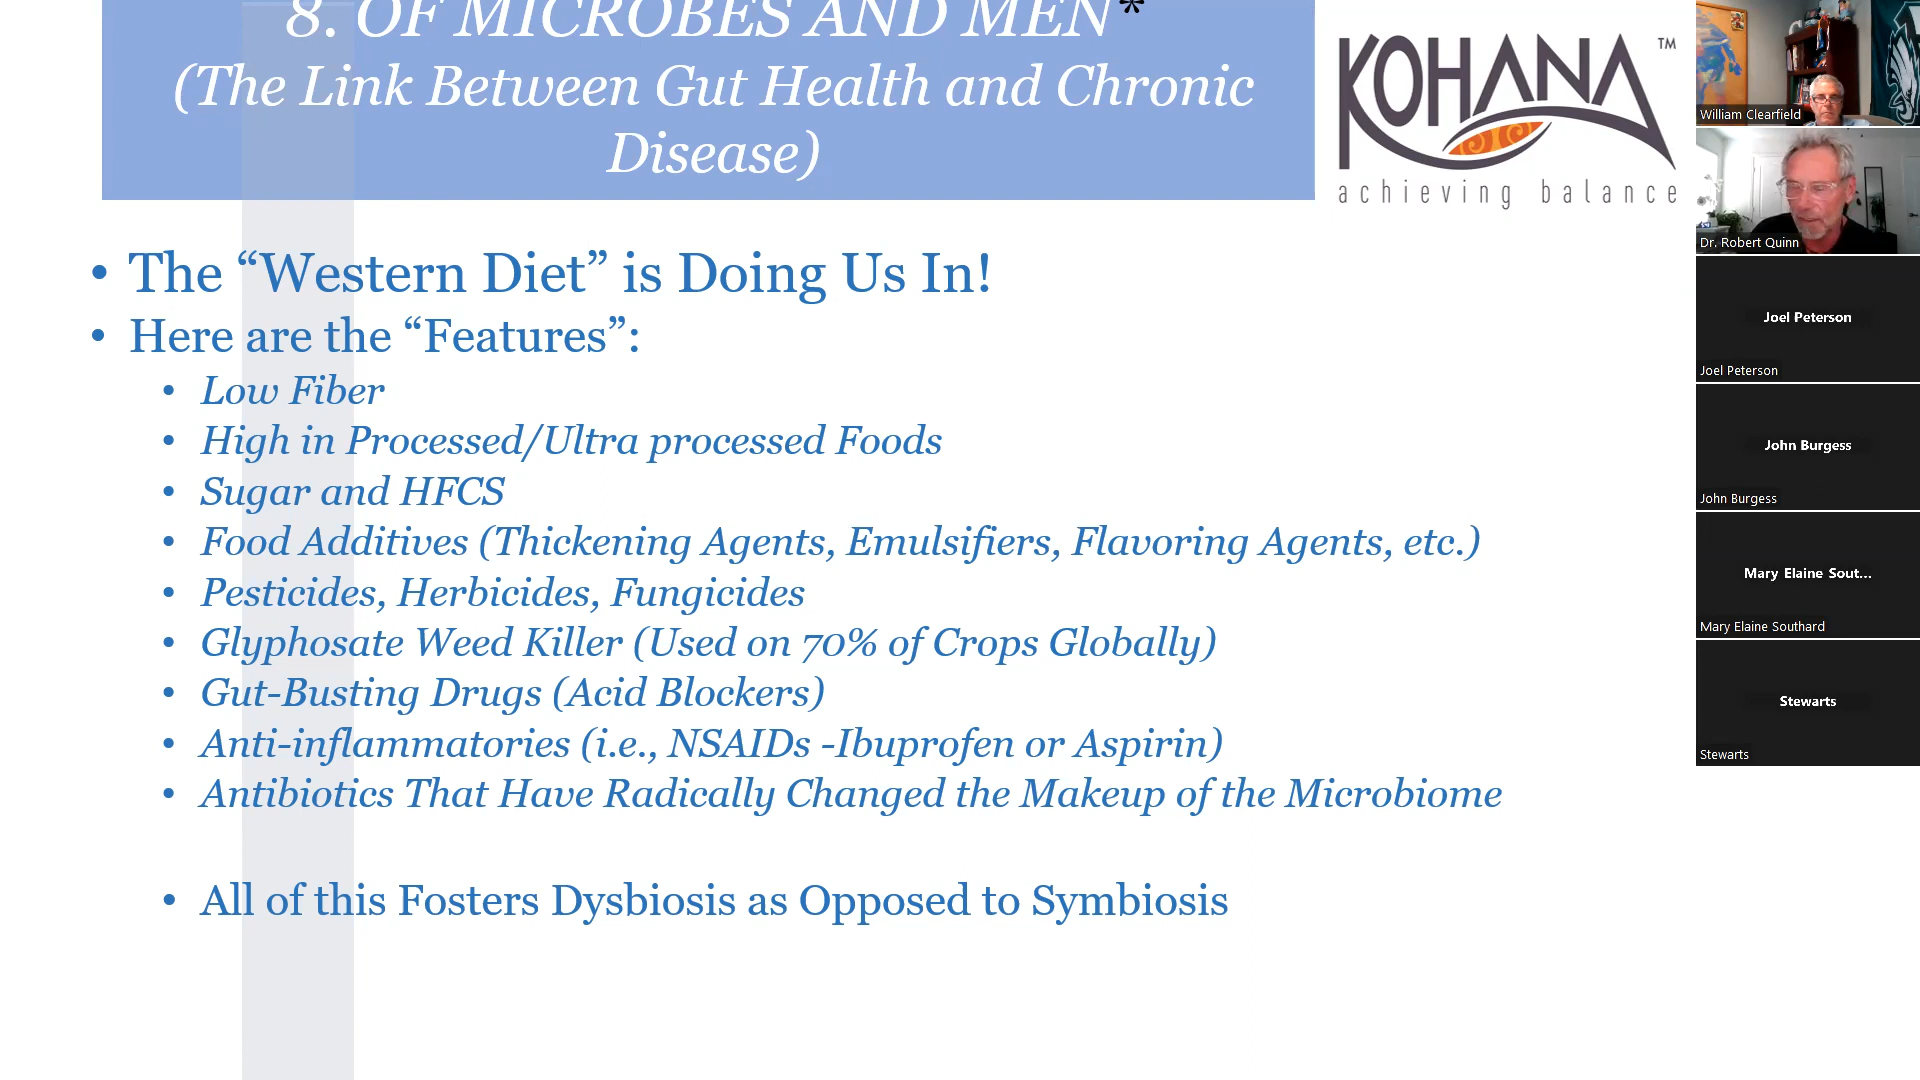 8. OF MICROBES AND MEN*
(The Link Between Gut Health and Chronic
Disease)
KOHANA™
achieving balance
• The “Western Diet” is Doing Us In!
• Here are the “Features”:
• Low Fiber
• High in Processed/Ultra processed Foods
• Sugar and HFCS
• Food Additives (Thickening Agents, Emulsifiers, Flavoring Agents, etc.)
• Pesticides, Herbicides, Fungicides
• Glyphosate Weed Killer (Used on 70% of Crops Globally)
• Gut-Busting Drugs (Acid Blockers)
• Anti-inflammatories (i.e., NSAIDs -Ibuprofen or Aspirin)
• Antibiotics That Have Radically Changed the Makeup of the Microbiome
• All of this Fosters Dysbiosis as Opposed to Symbiosis
William Clearfield
Dr. Robert Quinn
Joel Peterson
Joel Peterson
John Burgess
John Burgess
Mary Elaine Sout...
Mary Elaine Southard
Stewarts
Stewarts